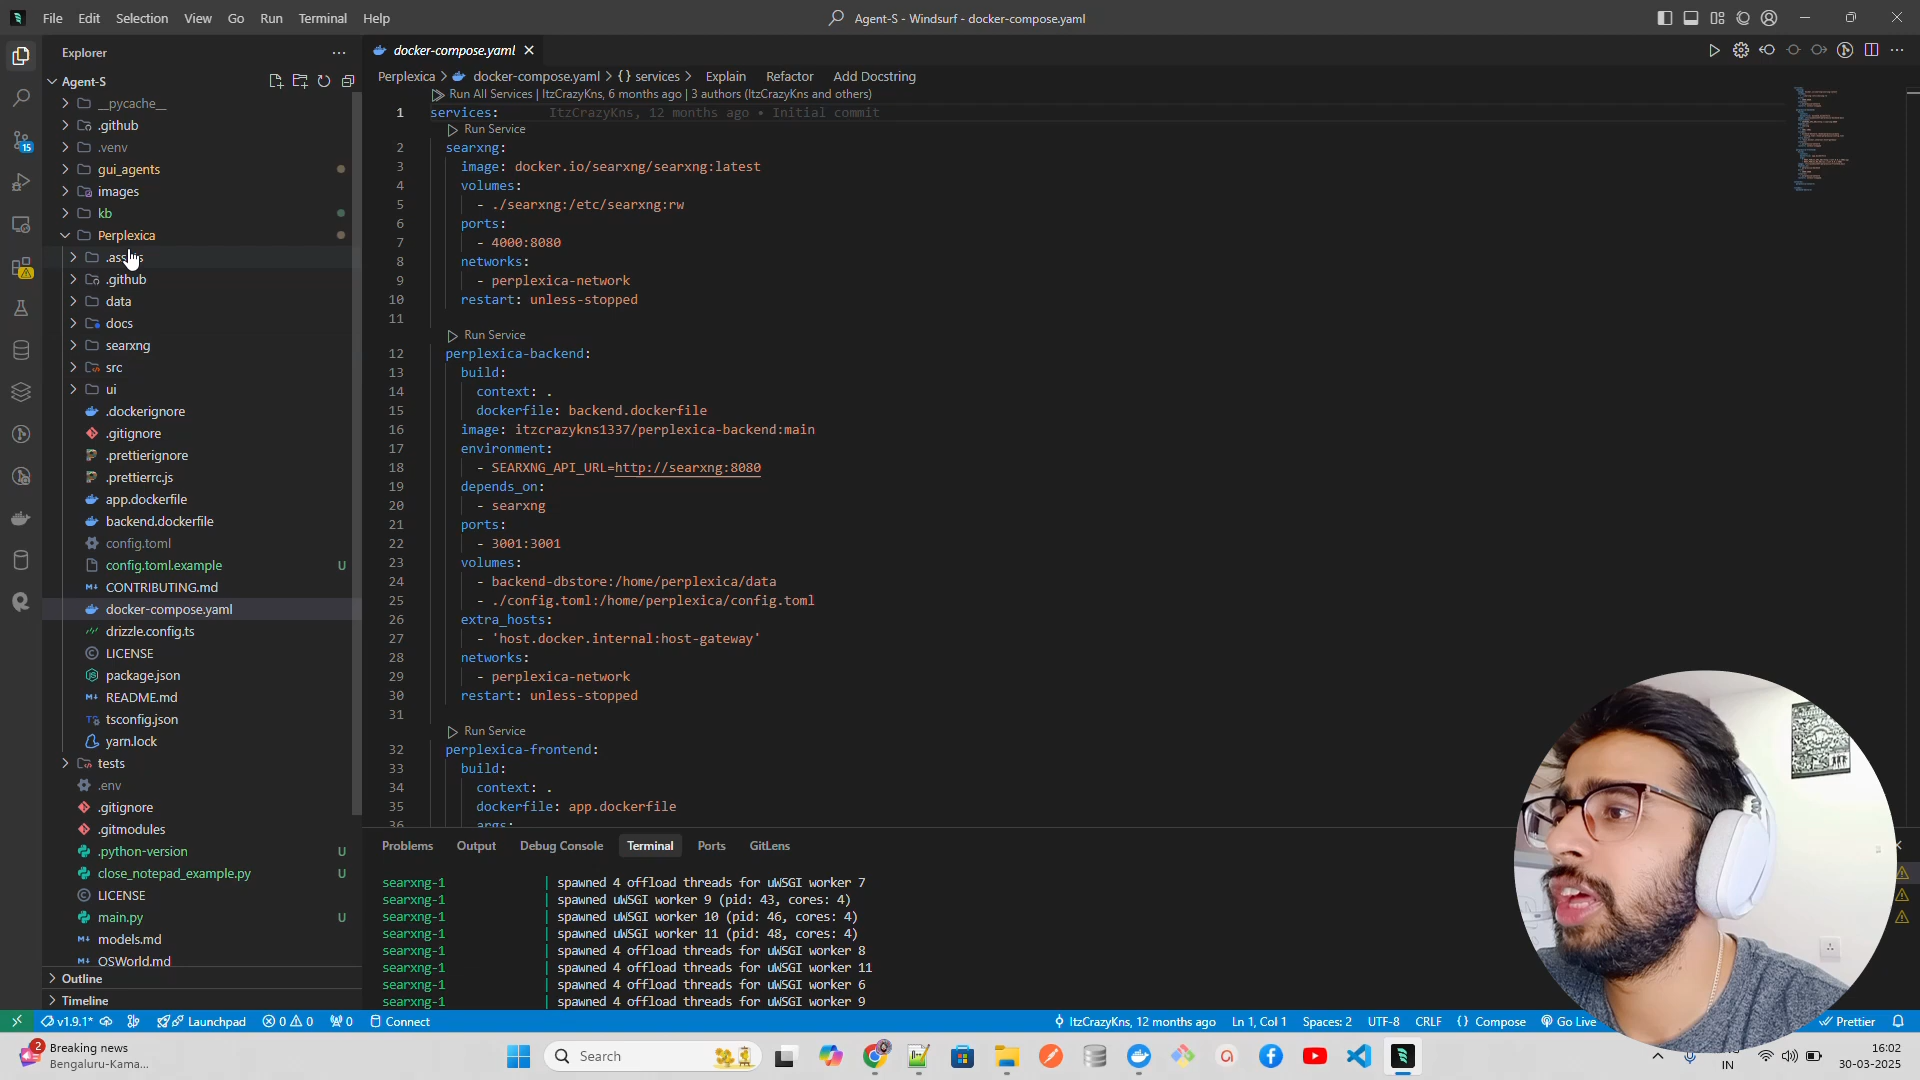 File Edit Selection View Go Run Terminal Help
Agent-S - Windsurf - docker-compose.yaml
Explorer
Agent-S
__pycache__
.github
.venv
gui_agents
images
kb
Perplexica
.github
data
docs
searxng
src
ui
.dockerignore
.gitignore
.prettierignore
.prettierrc.js
app.dockerfile
backend.dockerfile
config.toml
config.toml.example U
CONTRIBUTING.md
docker-compose.yaml
drizzle.config.ts
LICENSE
package.json
README.md
tsconfig.json
yarn.lock
tests
.env
.gitignore
.gitmodules
.python-version U
close_notepad_example.py U
LICENSE
main.py U
models.md
OSWorld.md
Outline
Timeline
15
docker-compose.yaml
Perplexica > docker-compose.yaml > {} services > Explain Refactor Add Docstring
Run All Services | ItzCrazyKns, 6 months ago | 3 authors (ItzCrazyKns and others)
1 services: ItzCrazyKns, 12 months ago • Initial commit
Run Service
2 searxng:
3 image: docker.io/searxng/searxng:latest
4 volumes:
5 - ./searxng:/etc/searxng:rw
6 ports:
7 - 4000:8080
8 networks:
9 - perplexica-network
10 restart: unless-stopped
11
Run Service
12 perplexica-backend:
13 build:
14 context: .
15 dockerfile: backend.dockerfile
16 image: itzcrazykns1337/perplexica-backend:main
17 environment:
18 - SEARXNG_API_URL=http://searxng:8080
19 depends_on:
20 - searxng
21 ports:
22 - 3001:3001
23 volumes:
24 - backend-dbstore:/home/perplexica/data
25 - ./config.toml:/home/perplexica/config.toml
26 extra_hosts:
27 - 'host.docker.internal:host-gateway'
28 networks:
29 - perplexica-network
30 restart: unless-stopped
31
Run Service
32 perplexica-frontend:
33 build:
34 context: .
35 dockerfile: app.dockerfile
36 args:
Problems Output Debug Console Terminal Ports GitLens
searxng-1 | spawned 4 offload threads for uWSGI worker 7
searxng-1 | spawned uWSGI worker 9 (pid: 43, cores: 4)
searxng-1 | spawned uWSGI worker 10 (pid: 46, cores: 4)
searxng-1 | spawned uWSGI worker 11 (pid: 48, cores: 4)
searxng-1 | spawned 4 offload threads for uWSGI worker 8
searxng-1 | spawned 4 offload threads for uWSGI worker 11
searxng-1 | spawned 4 offload threads for uWSGI worker 6
searxng-1 | spawned 4 offload threads for uWSGI worker 9
v1.9.1* Launchpad 0 0 0 Connect
ItzCrazyKns, 12 months ago Ln 1, Col 1 Spaces: 2 UTF-8 CRLF {} Compose Go Live Prettier
2 Breaking news
Bengaluru-Kama...
Search
IN
16:02
30-03-2025